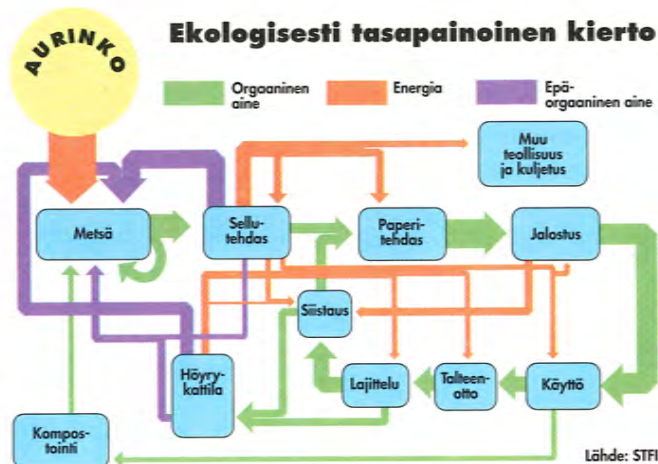 AURINKO
Ekologisesti tasapainoinen kierto
Orgaaninen
aine
Energia
Epä-
orgaaninen aine
Muu
teollisuus
ja kuljetus
Metsä
Sellu-
tehdas
Paperi-
tehdas
Jalostus
Siistaus
Höyry-
kattila
Lajittelu
Talteen-
otto
Käyttö
Kompos-
tointi
Lähde: STFI